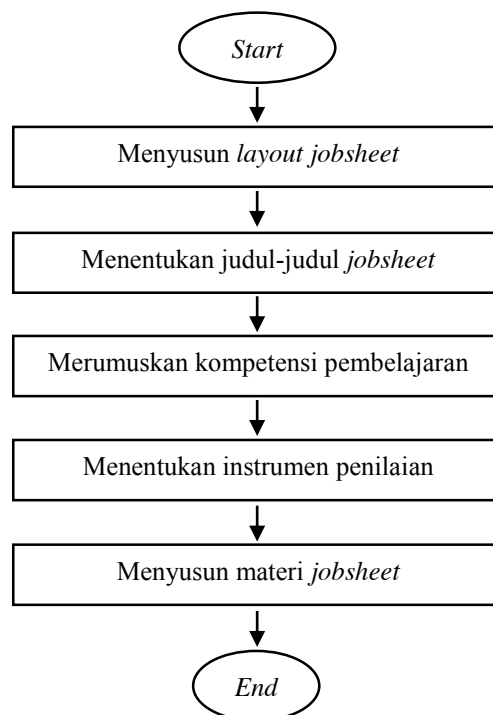 Start
Menyusun layout jobsheet
Menentukan judul-judul jobsheet
Merumuskan kompetensi pembelajaran
Menentukan instrumen penilaian
Menyusun materi jobsheet
End